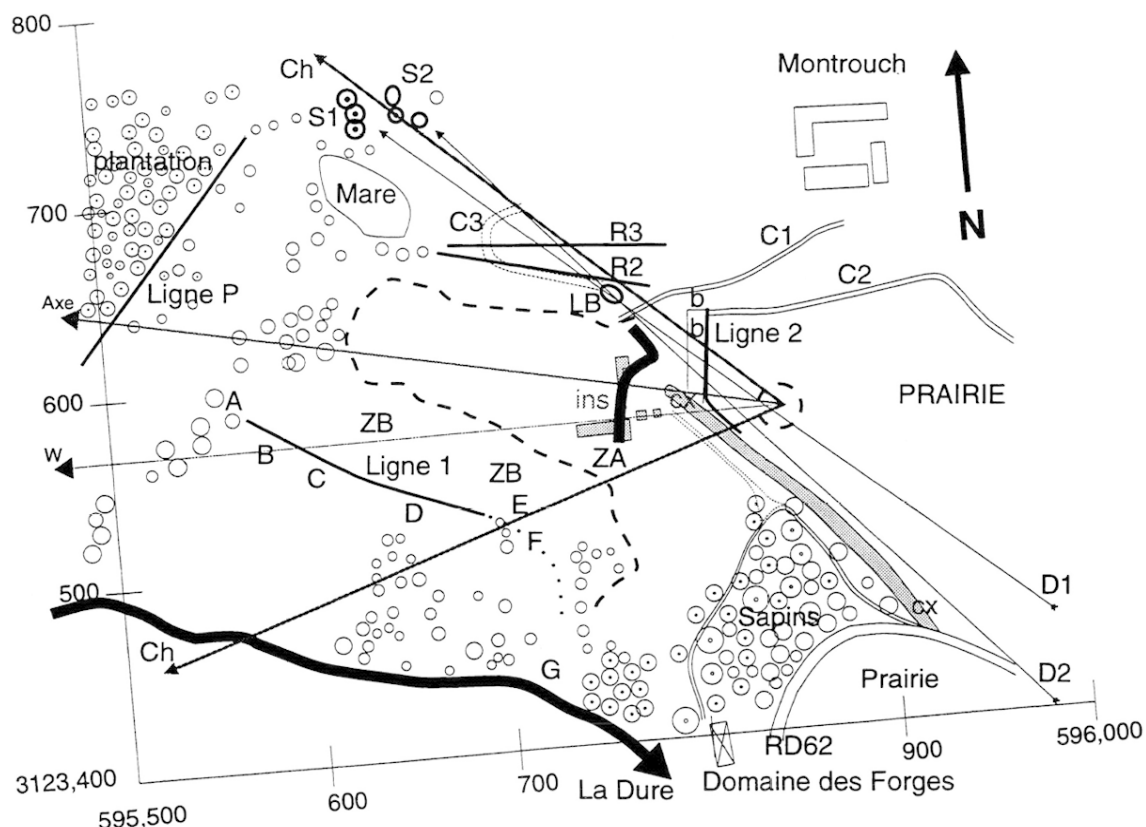 800
Montrouch
Ch
S2
S1
plantation
Mare
700
C3
R3
C1
N
R2
C2
Ligne P
LB
b
b
Ligne 2
Axe
PRAIRIE
ins
cx
600
A
ZB
W
B
Ligne 1
ZA
C
ZB
D
E
F
500
D1
cx
Sapins
Ch
G
Prairie
D2
RD62
900
596,000
3123,400
600
700
La Dure
Domaine des Forges
595,500